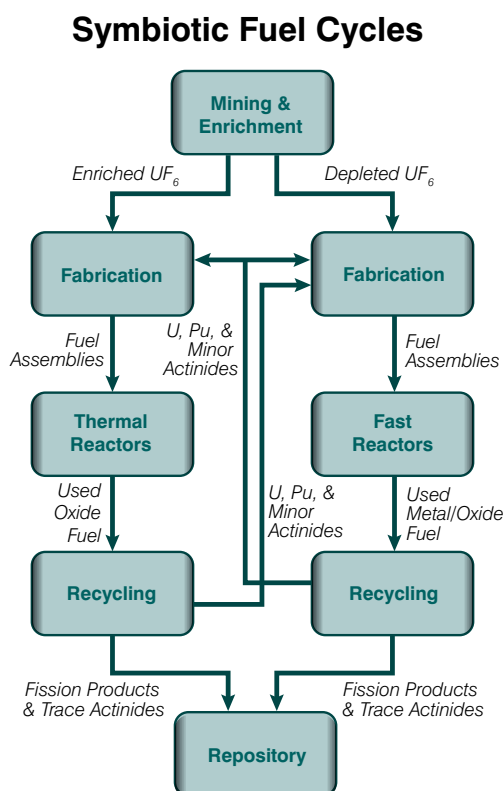 Symbiotic Fuel Cycles
Mining &
Enrichment
Enriched UF6
Depleted UF6
Fabrication
Fabrication
Fuel
Assemblies
U, Pu, &
Minor
Actinides
Fuel
Assemblies
Thermal
Reactors
Fast
Reactors
Used
Oxide
Fuel
U, Pu, &
Minor
Actinides
Used
Metal/Oxide
Fuel
Recycling
Recycling
Fission Products
& Trace Actinides
Fission Products
& Trace Actinides
Repository